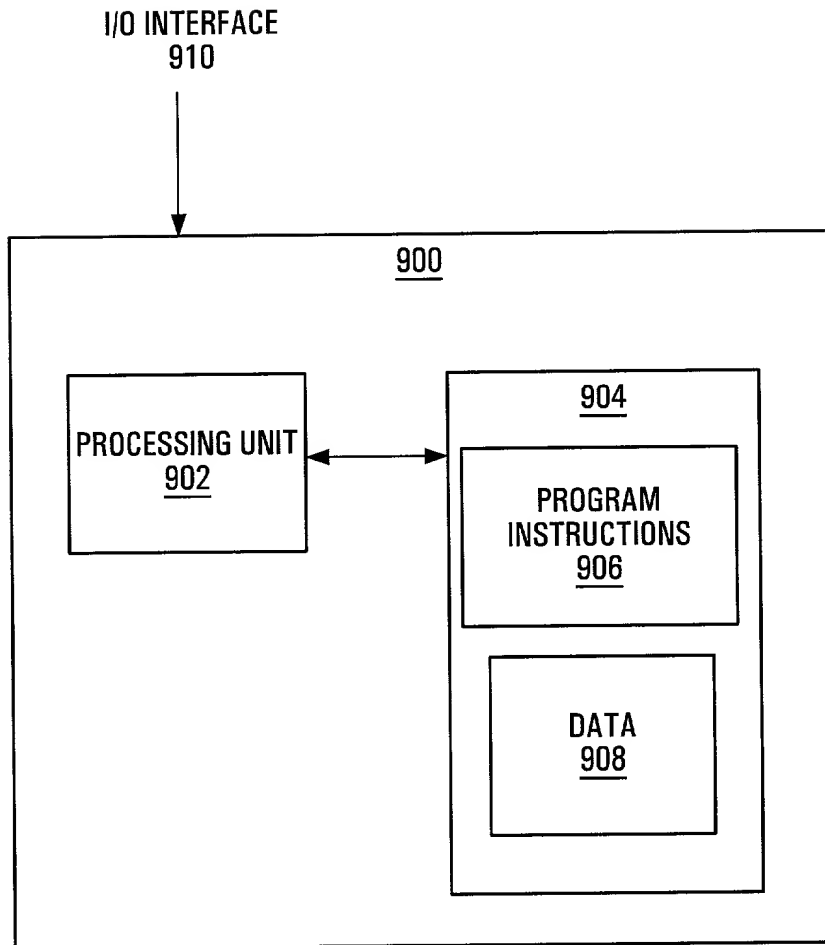 I/O INTERFACE
910
900
PROCESSING UNIT
902
904
PROGRAM
INSTRUCTIONS
906
DATA
908